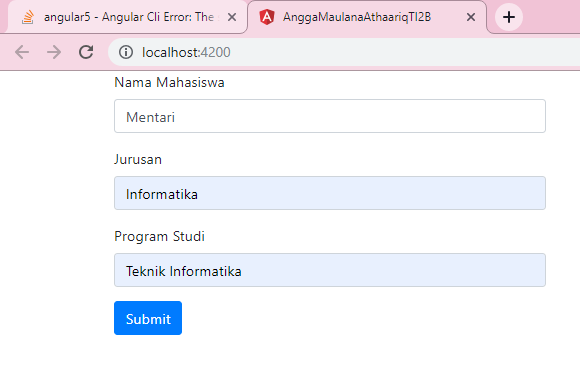 angular5 - Angular Cli Error: The
AnggaMaulanaAthaariqTI2B
localhost:4200
Nama Mahasiswa
Mentari
Jurusan
Informatika
Program Studi
Teknik Informatika
Submit